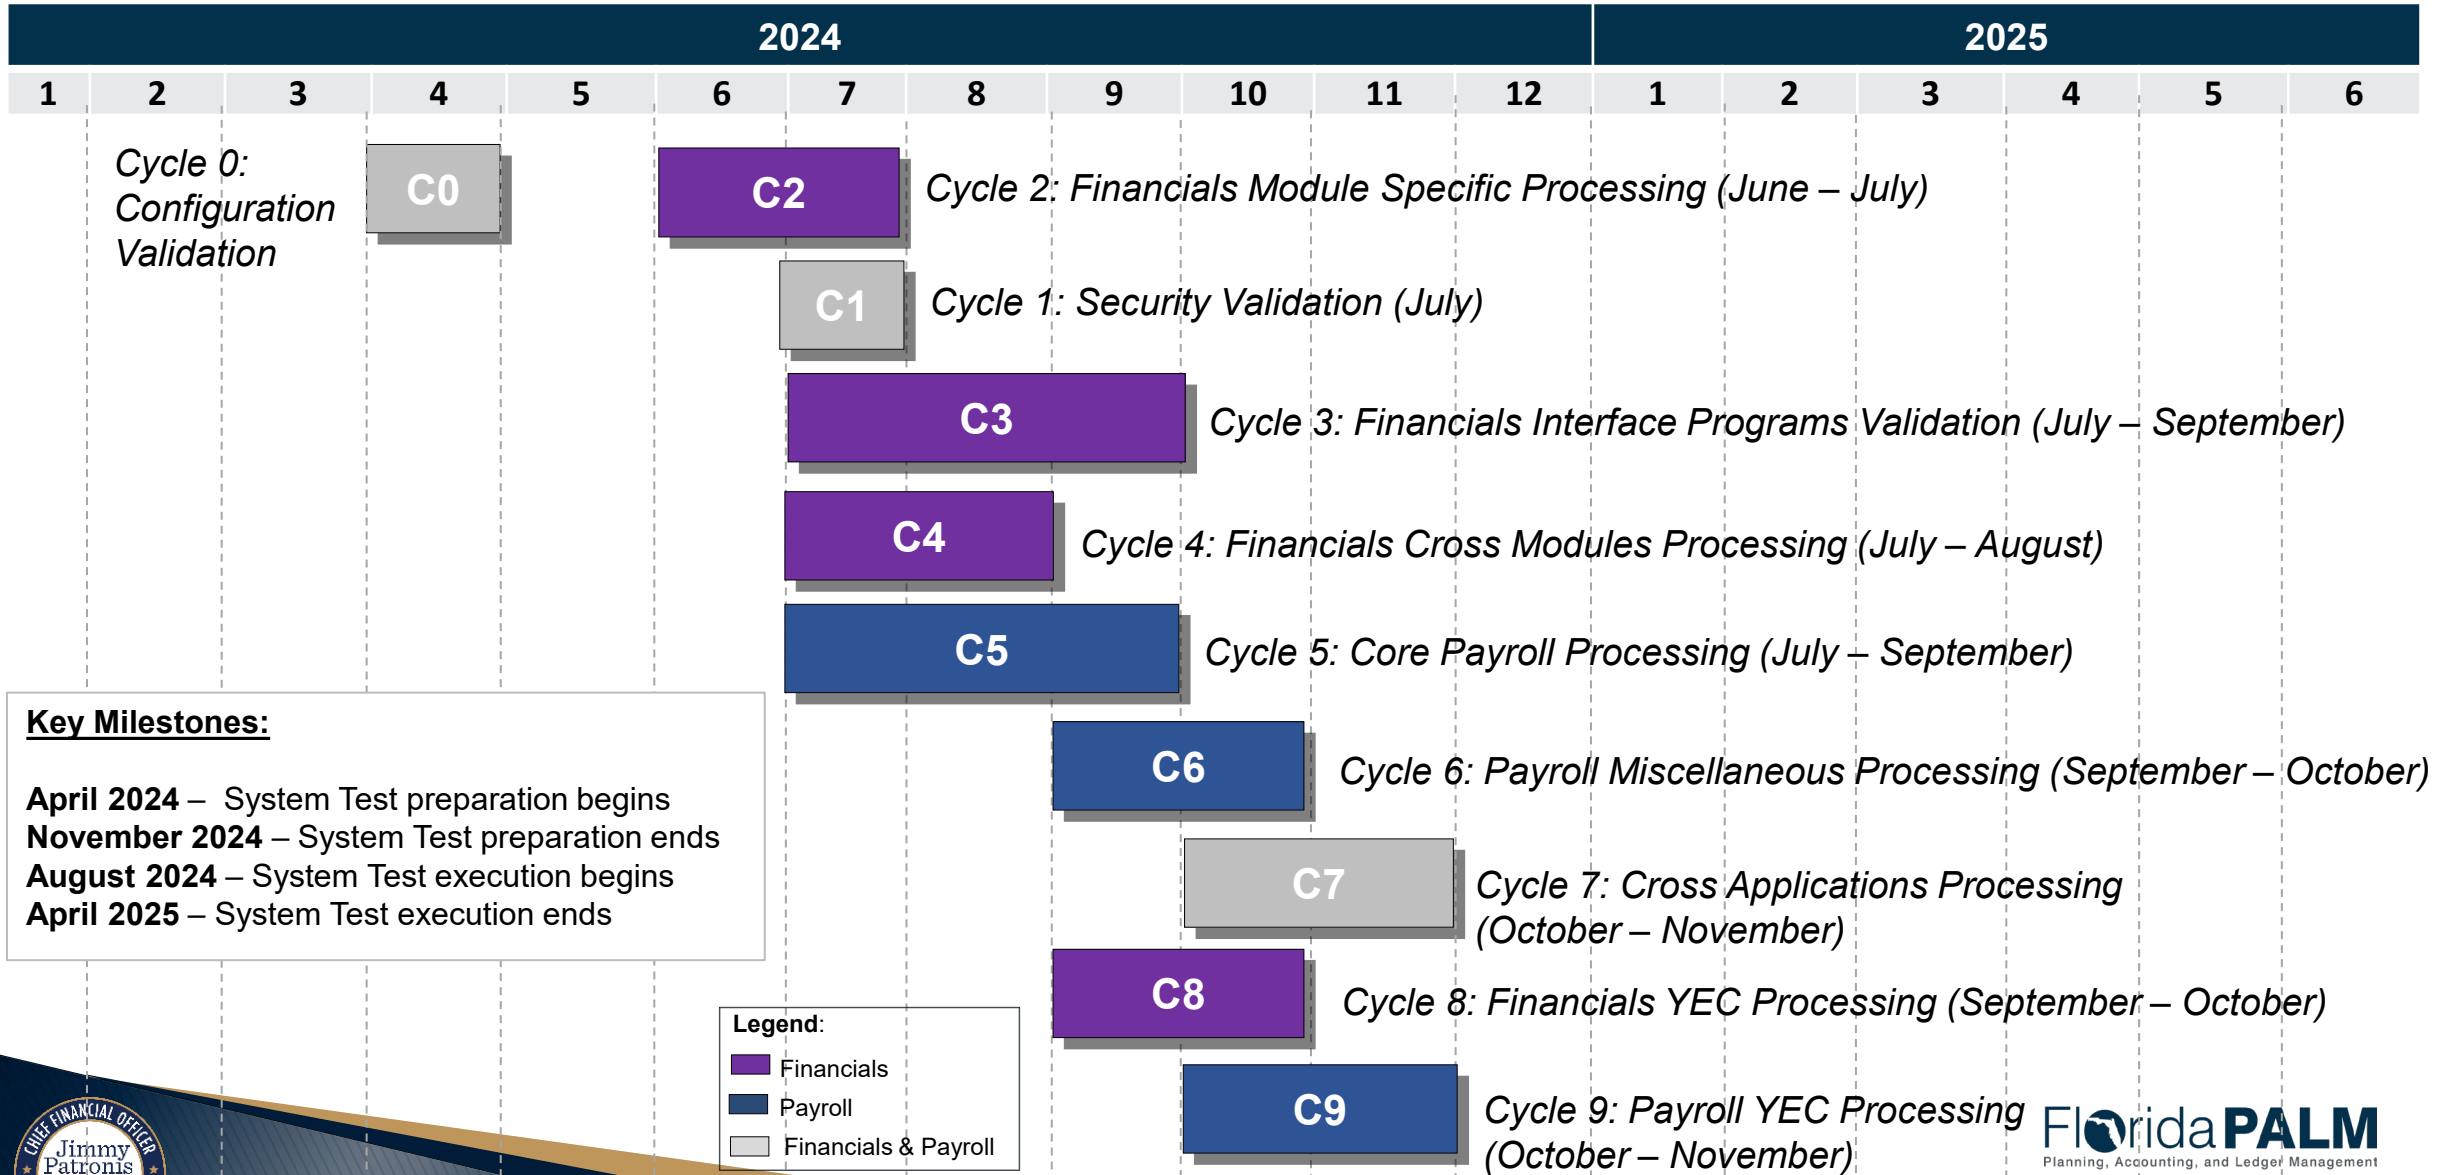 2024 2025
1 2 3 4 5 6 7 8 9 10 11 12 1 2 3 4 5 6
Cycle 0:
Configuration
Validation
C0
C2
Cycle 2: Financials Module Specific Processing (June – July)
C1
Cycle 1: Security Validation (July)
C3
Cycle 3: Financials Interface Programs Validation (July – September)
C4
Cycle 4: Financials Cross Modules Processing (July – August)
C5
Cycle 5: Core Payroll Processing (July – September)
Key Milestones:
April 2024 – System Test preparation begins
November 2024 – System Test preparation ends
August 2024 – System Test execution begins
April 2025 – System Test execution ends
C6
Cycle 6: Payroll Miscellaneous Processing (September – October)
C7
Cycle 7: Cross Applications Processing
(October – November)
C8
Cycle 8: Financials YEC Processing (September – October)
Legend:
Financials
Payroll
Financials & Payroll
C9
Cycle 9: Payroll YEC Processing
(October – November)
CHIEF FINANCIAL OFFICER
Jimmy
Patronis
Florida PALM
Planning, Accounting, and Ledger Management